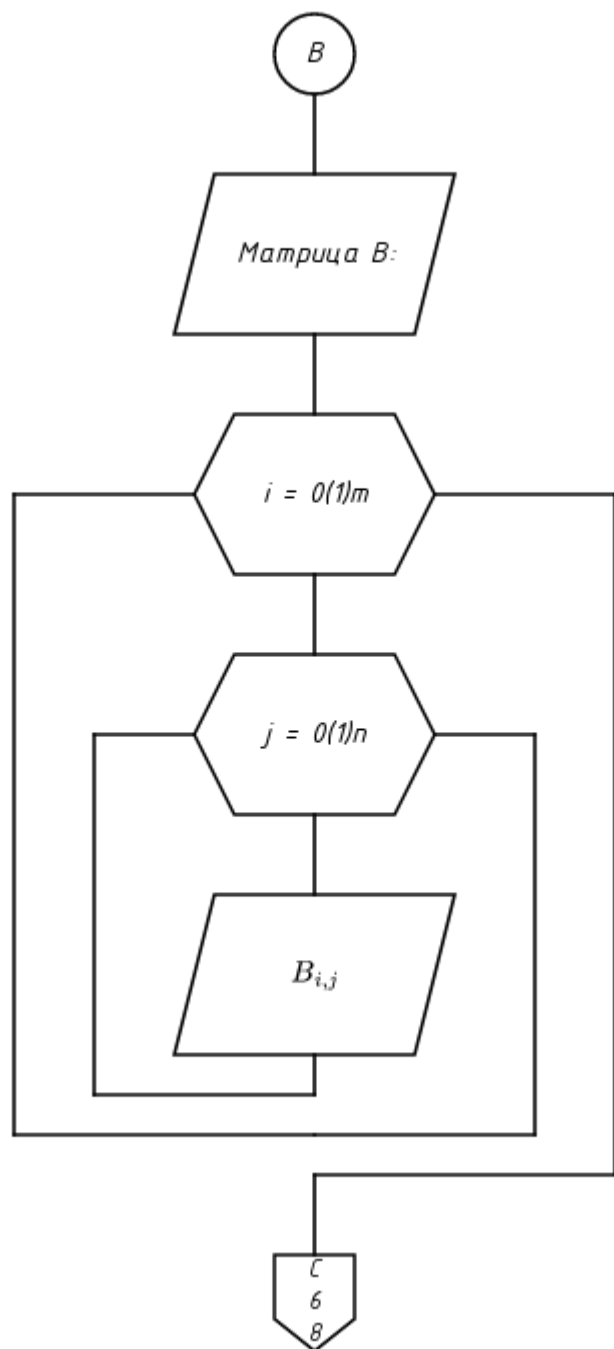 B
Матрица B:
i = 0(1)m
j = 0(1)n
B_{i,j}
C
6
8